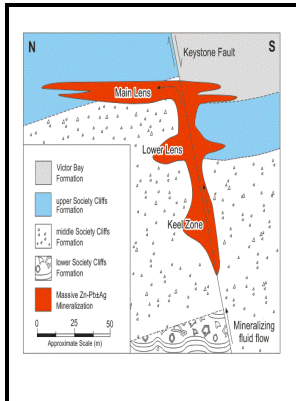 N
Keystone Fault
S
Main Lens
Lower Lens
Keel Zone
Victor Bay
Formation
upper Society Cliffs
Formation
middle Society Cliffs
Formation
lower Society Cliffs
Formation
Massive Zn-Pb±Ag
Mineralization
0 25 50
Approximate Scale (m)
Mineralizing
fluid flow